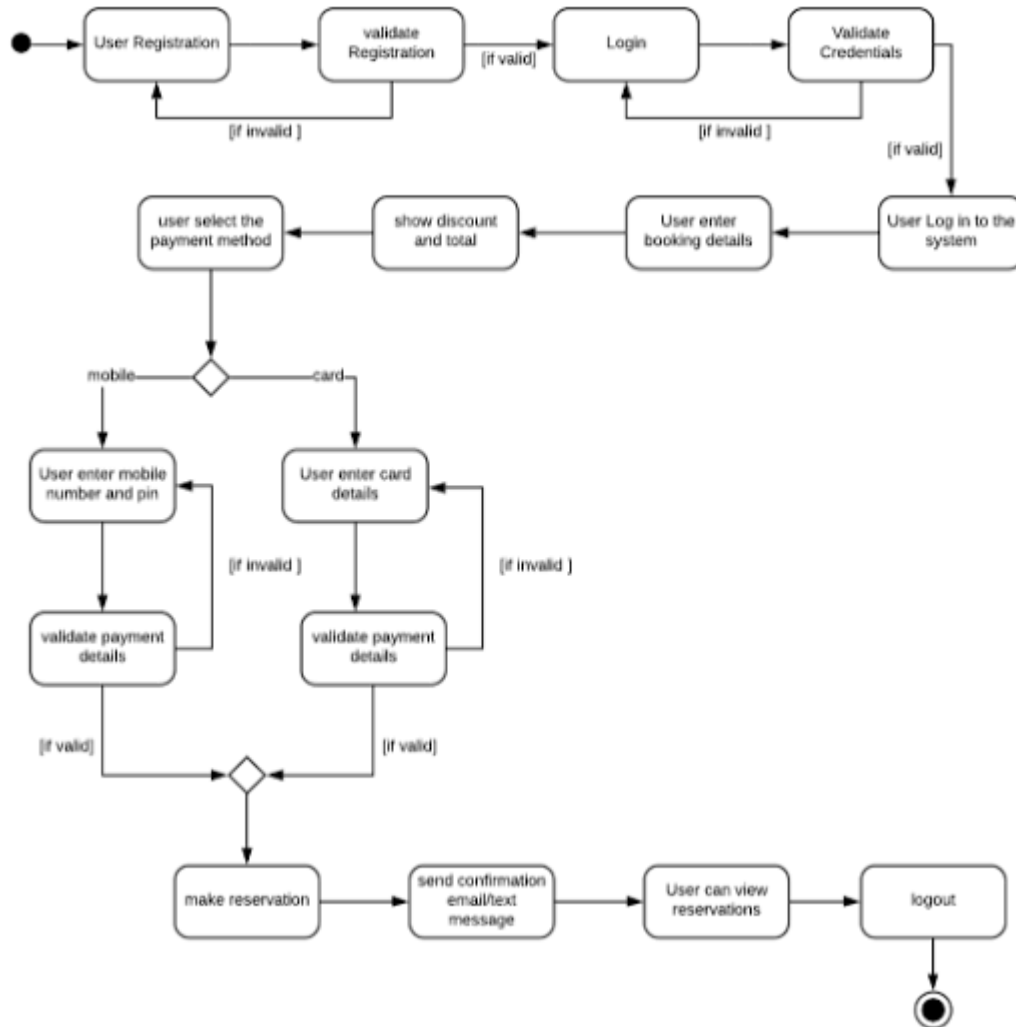 User Registration
validate
Registration
[if valid]
Login
Validate
Credentials
[if invalid ]
[if invalid ]
[if valid]
user select the
payment method
show discount
and total
User enter
booking details
User Log in to the
system
mobile
card
User enter mobile
number and pin
User enter card
details
[if invalid ]
[if invalid ]
validate payment
details
validate payment
details
[if valid]
[if valid]
make reservation
send confirmation
email/text
message
User can view
reservations
logout